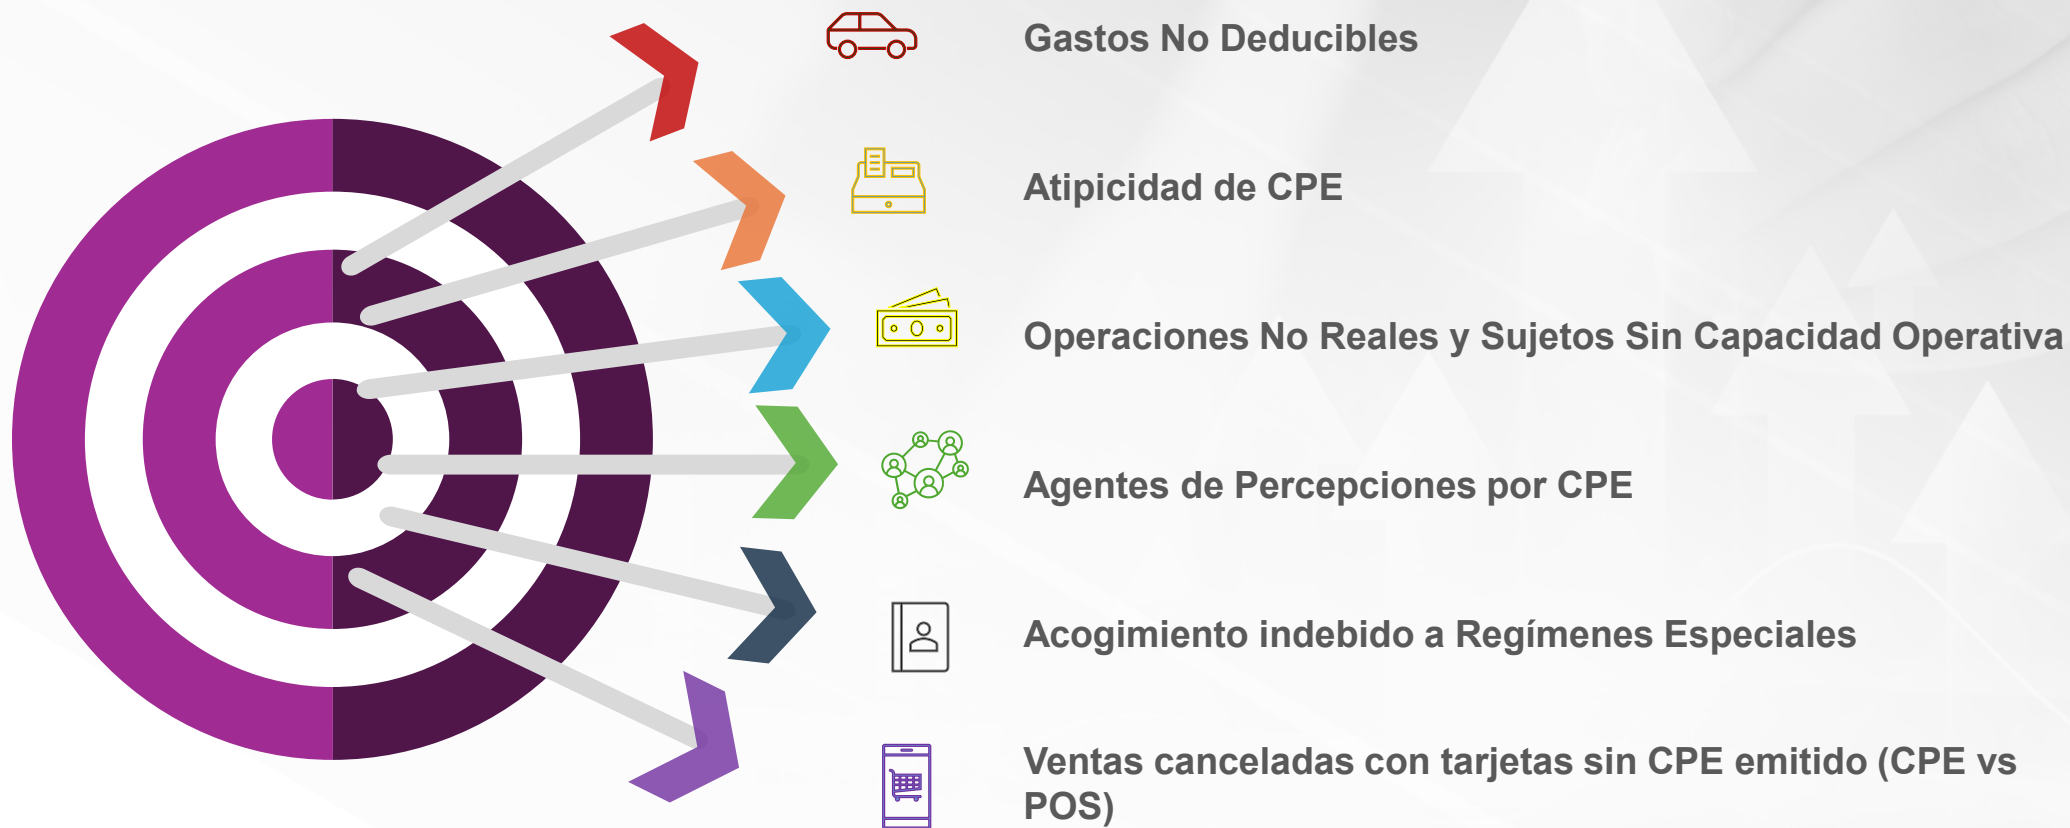 Gastos No Deducibles
Atipicidad de CPE
Operaciones No Reales y Sujetos Sin Capacidad Operativa
Agentes de Percepciones por CPE
Acogimiento indebido a Regímenes Especiales
Ventas canceladas con tarjetas sin CPE emitido (CPE vs
POS)